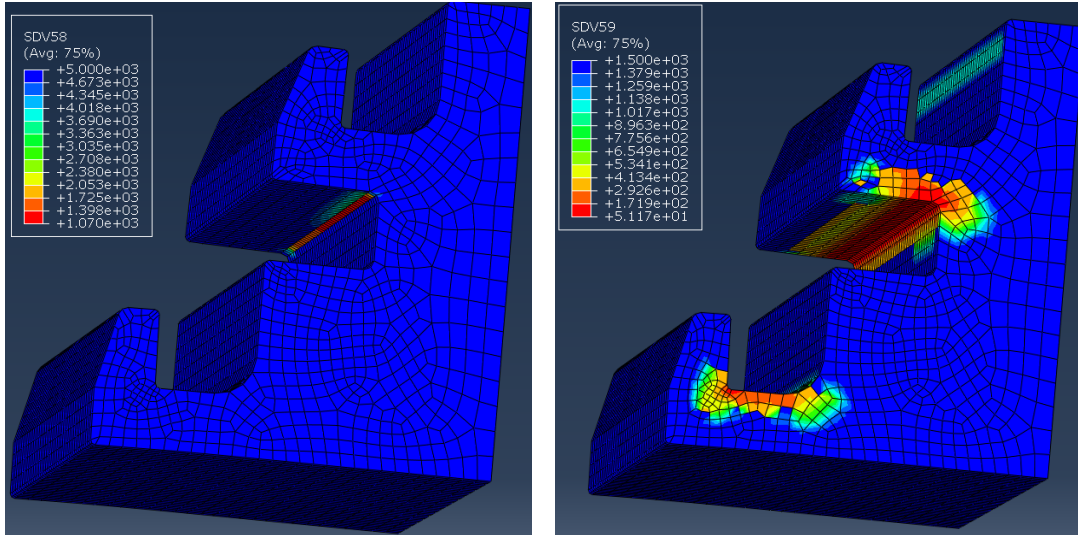 SDV58
(Avg: 75%)
+5.000e+03
+4.673e+03
+4.345e+03
+4.018e+03
+3.690e+03
+3.363e+03
+3.035e+03
+2.708e+03
+2.380e+03
+2.053e+03
+1.725e+03
+1.398e+03
+1.070e+03
SDV59
(Avg: 75%)
+1.500e+03
+1.379e+03
+1.259e+03
+1.138e+03
+1.017e+03
+8.963e+02
+7.756e+02
+6.549e+02
+5.341e+02
+4.134e+02
+2.926e+02
+1.719e+02
+5.117e+01